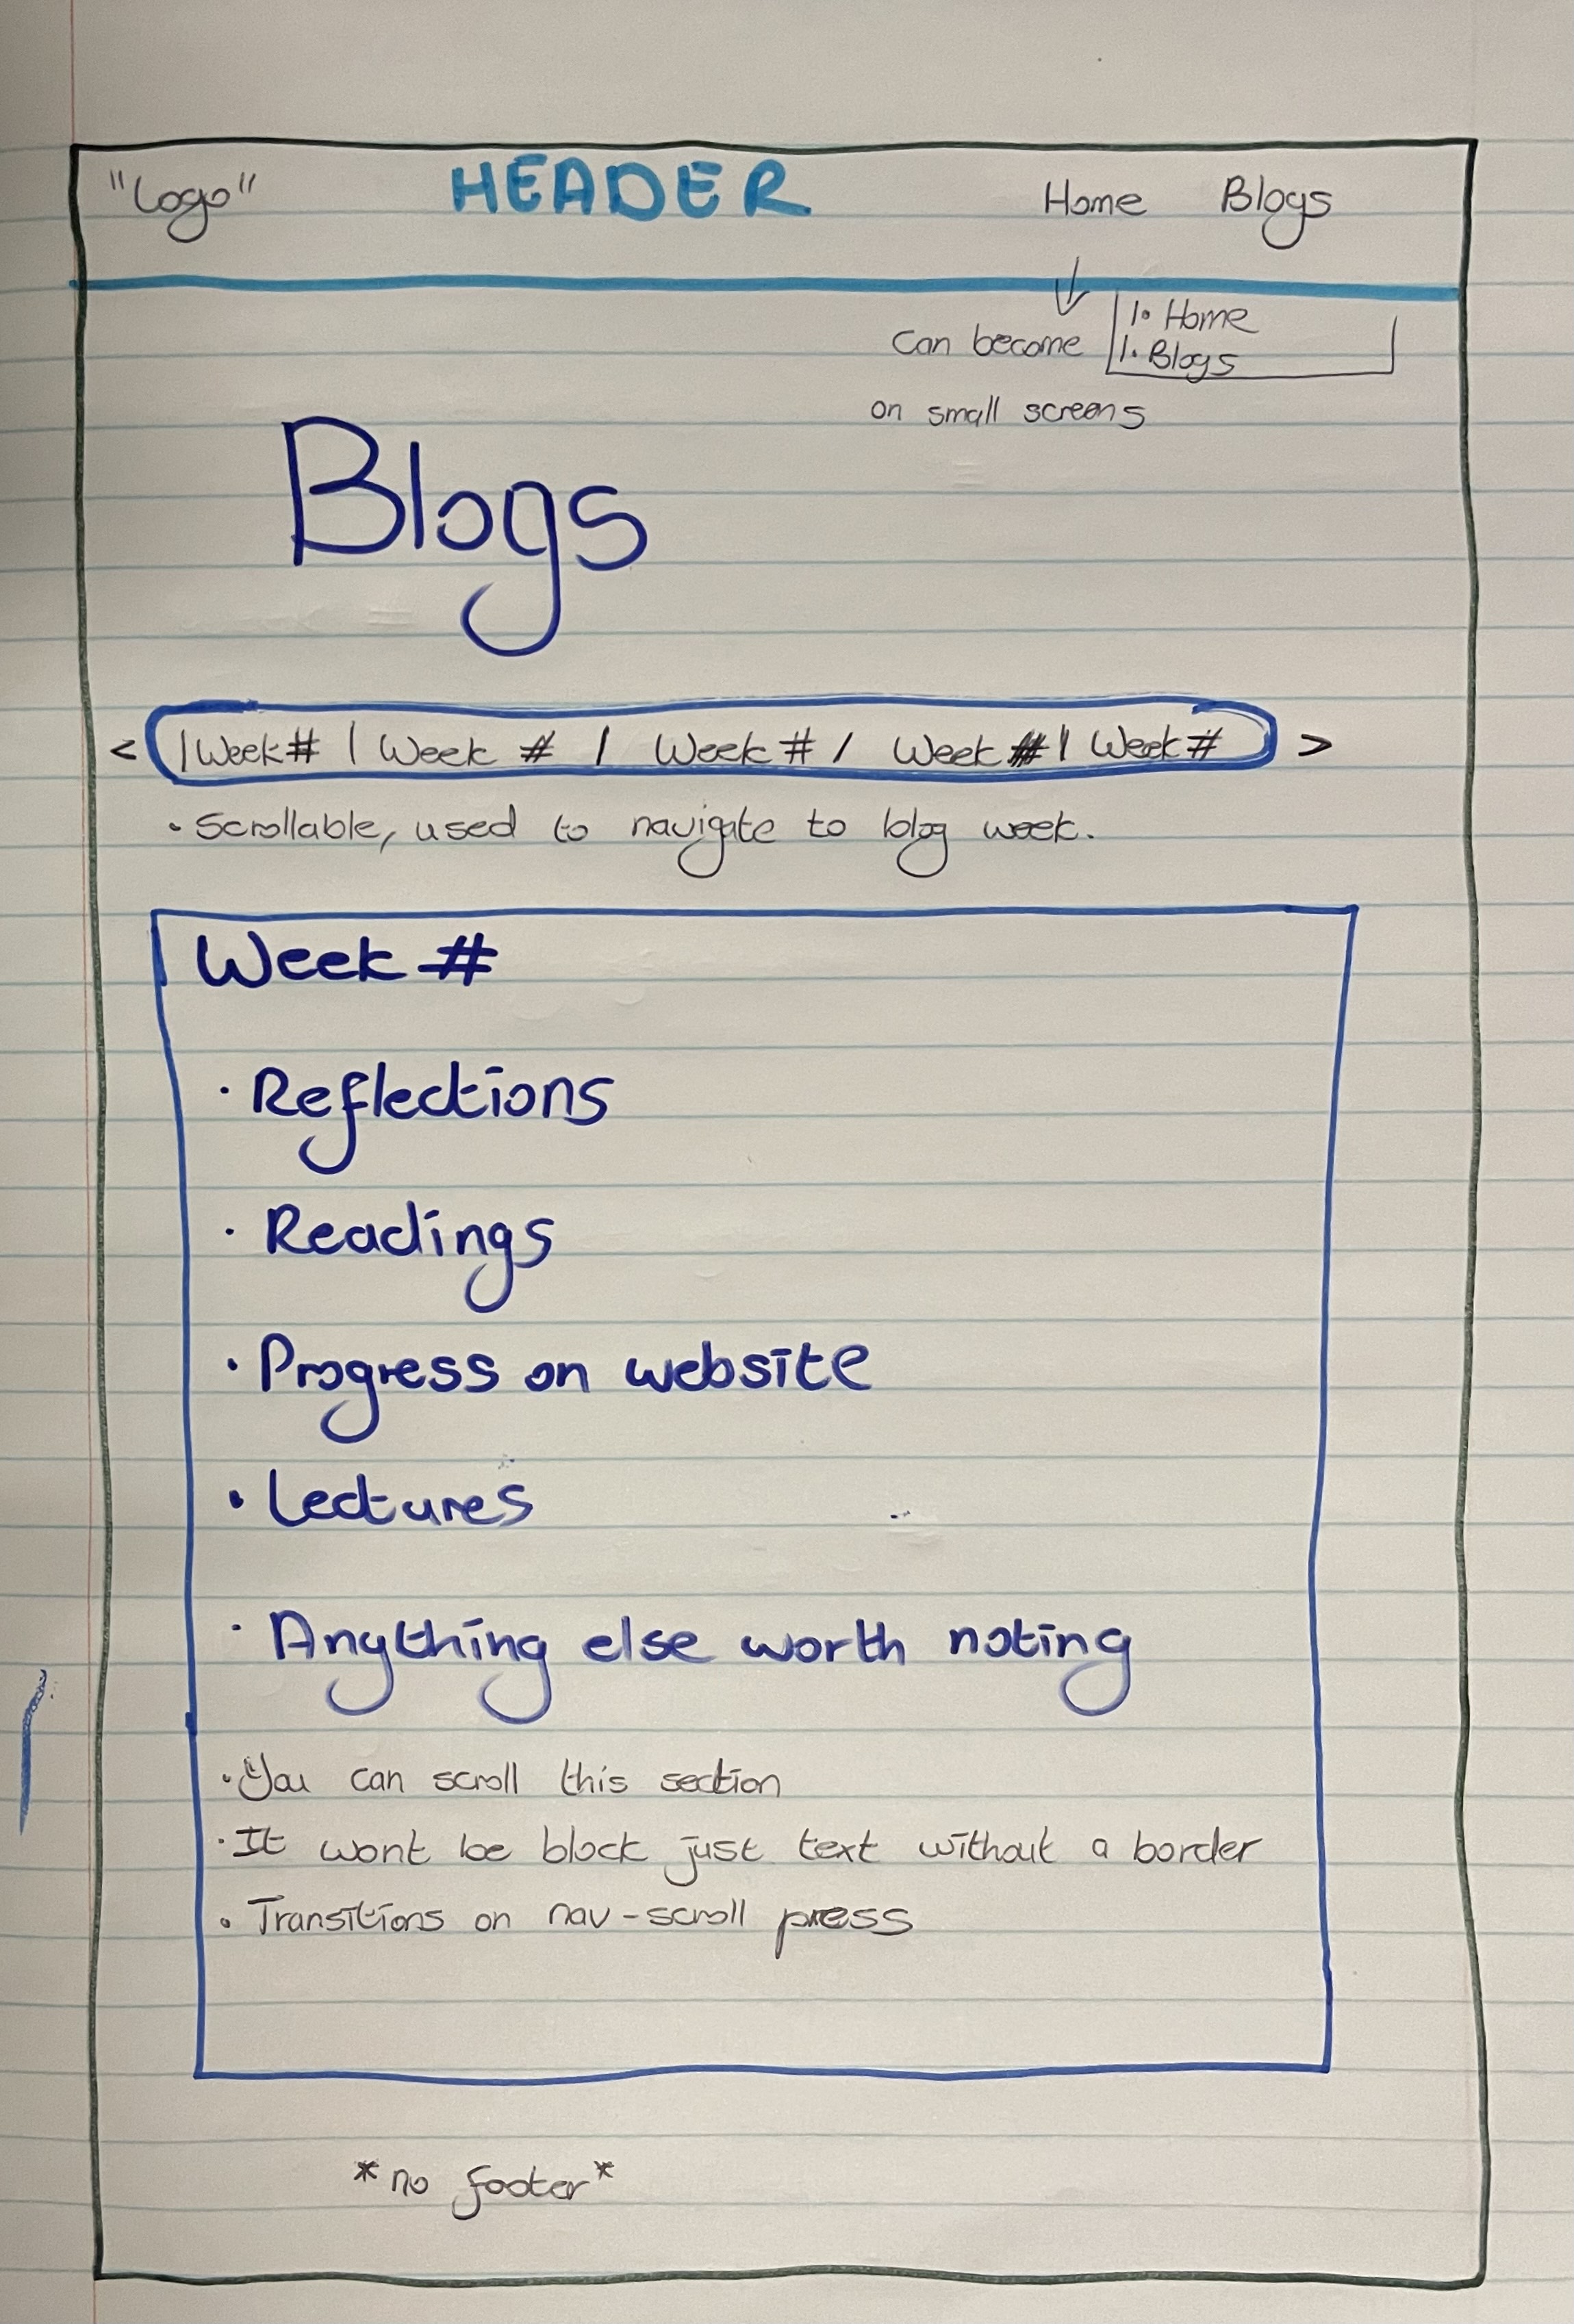 "Logo" HEADER Home Blogs
Can become 1. Home
1. Blogs
on small screens
Blogs
< | Week # | Week # / Week # / Week # | Week # >
• Scrollable, used to navigate to blog week.
Week #
• Reflections
• Readings
• Progress on website
• Lectures
• Anything else worth noting
• You can scroll this section
• It wont be block just text without a border
• Transitions on nav-scroll press
*no footer*